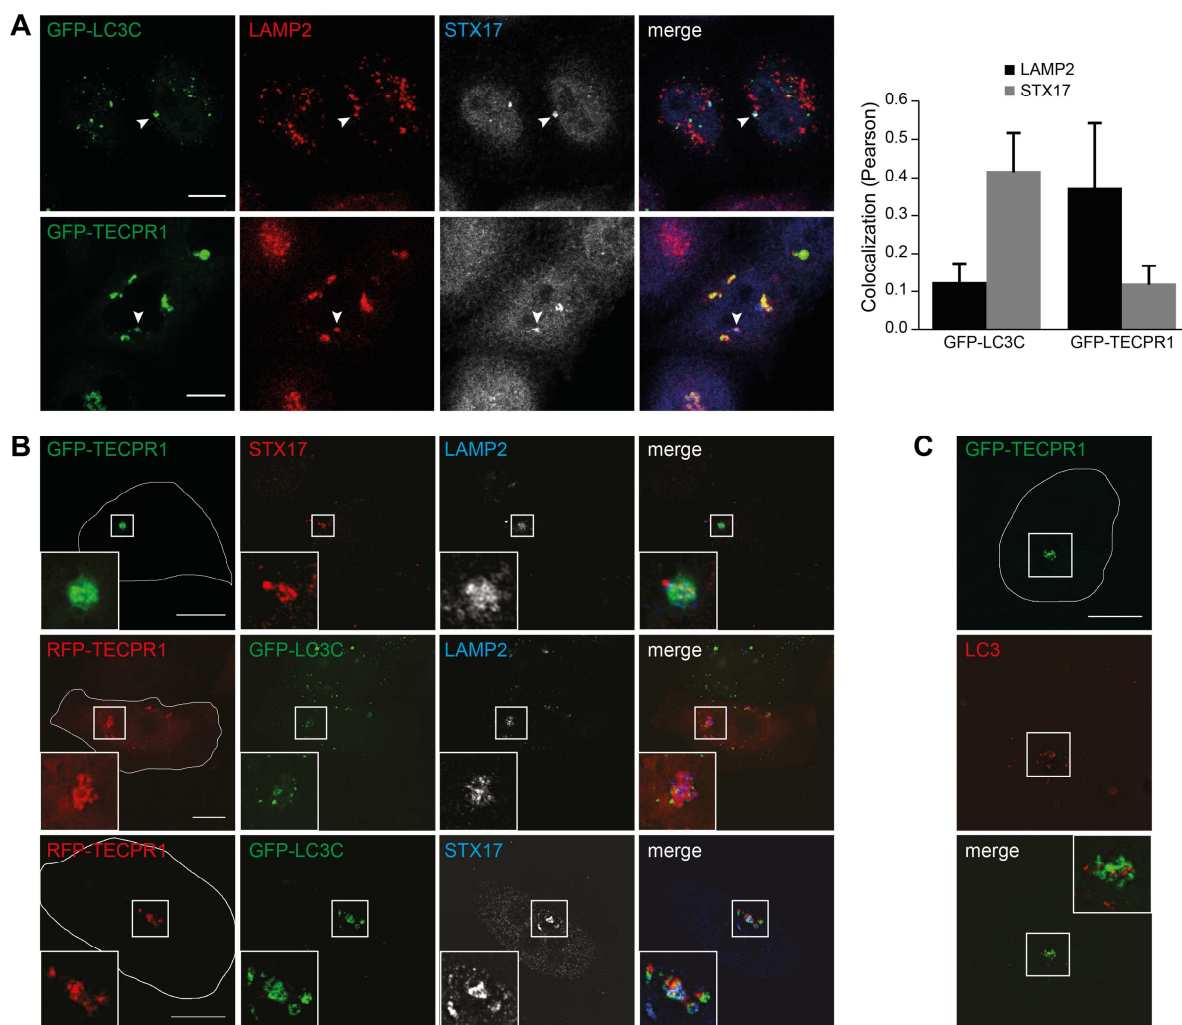 A
GFP-LC3C LAMP2 STX17 merge
GFP-TECPR1
LAMP2
STX17
Colocalization (Pearson)
0.6
0.5
0.4
0.3
0.2
0.1
0.0
GFP-LC3C GFP-TECPR1
B
GFP-TECPR1 STX17 LAMP2 merge
RFP-TECPR1 GFP-LC3C LAMP2 merge
RFP-TECPR1 GFP-LC3C STX17 merge
C
GFP-TECPR1
LC3
merge